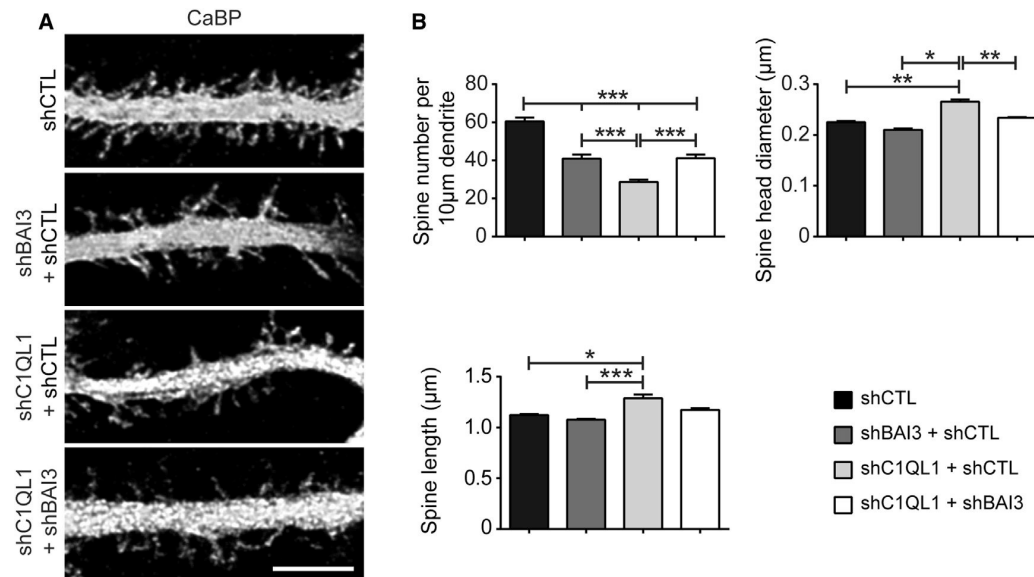 A
CaBP
shCTL
shBAI3
+ shCTL
shC1QL1
+ shCTL
shC1QL1
+ shBAI3
B
Spine number per
10µm dendrite
80
60
40
20
0
***
*** ***
Spine head diameter (µm)
0.3
0.2
0.1
0
* **
**
Spine length (µm)
1.5
1.0
0.5
0
*
***
shCTL
shBAI3 + shCTL
shC1QL1 + shCTL
shC1QL1 + shBAI3